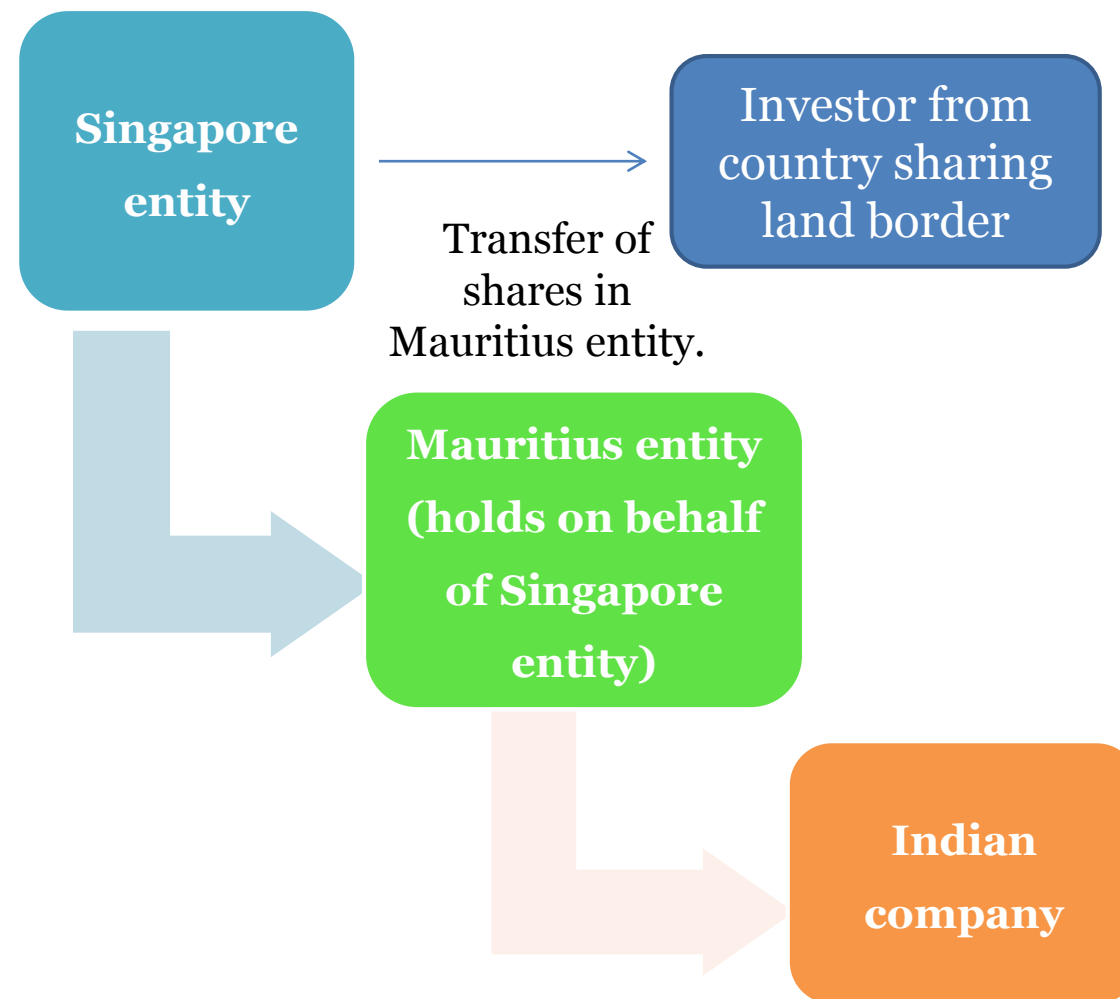 Singapore
entity
Investor from
country sharing
land border
Transfer of
shares in
Mauritius entity.
Mauritius entity
(holds on behalf
of Singapore
entity)
Indian
company